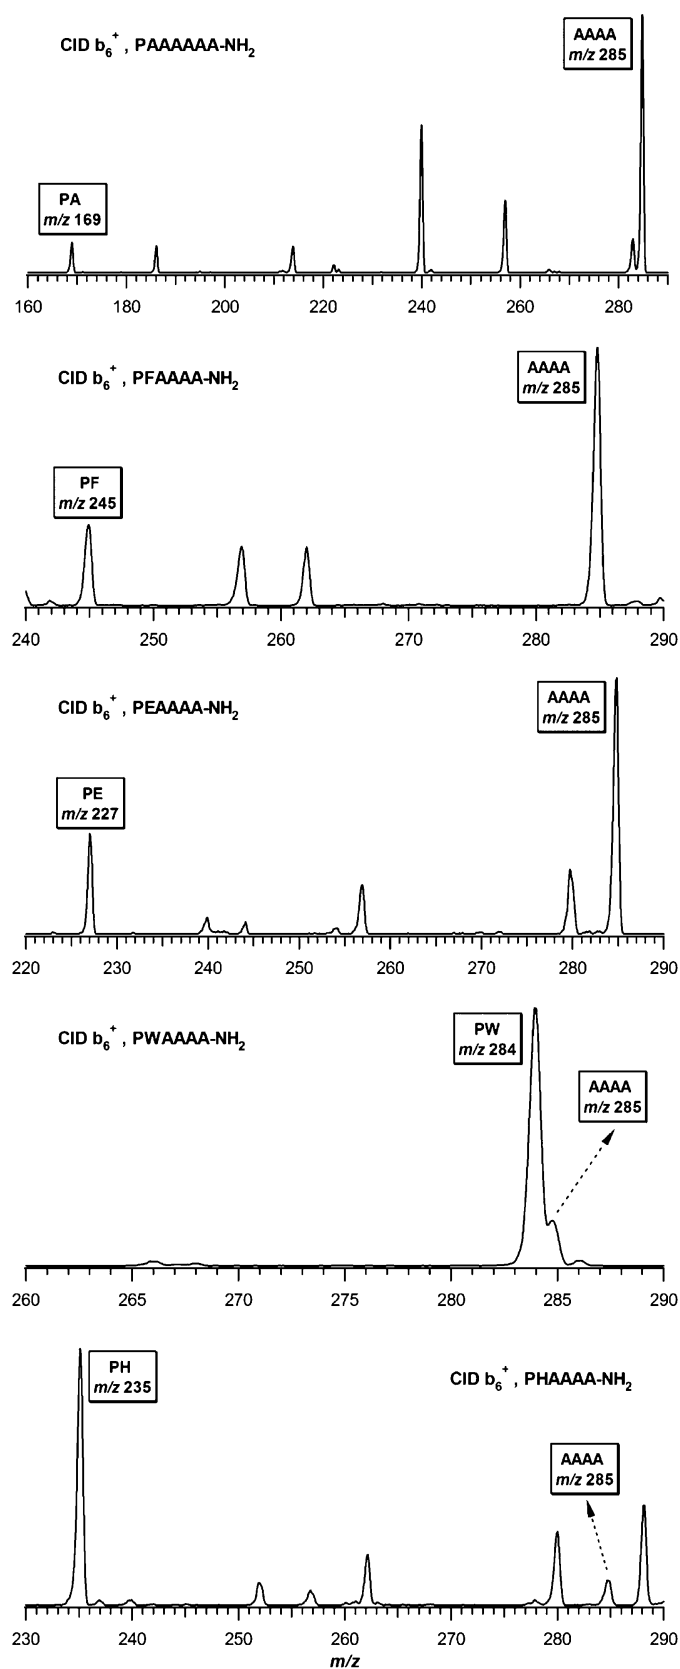 CID b6+ , PAAAAAA-NH2
AAAA
m/z 285
PA
m/z 169
160 180 200 220 240 260 280
CID b6+ , PFAAAA-NH2
AAAA
m/z 285
PF
m/z 245
240 250 260 270 280 290
CID b6+ , PEAAAA-NH2
AAAA
m/z 285
PE
m/z 227
220 230 240 250 260 270 280 290
CID b6+ , PWAAAA-NH2
PW
m/z 284
AAAA
m/z 285
260 265 270 275 280 285 290
PH
m/z 235
CID b6+ , PHAAAA-NH2
AAAA
m/z 285
230 240 250 260 270 280 290
m/z